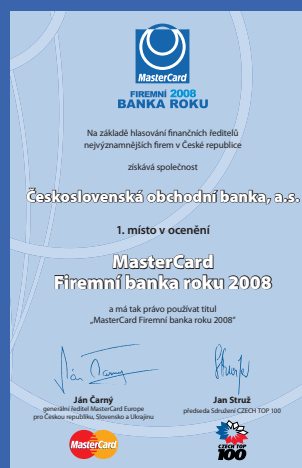 MasterCard
FIREMNÍ 2008
BANKA ROKU
Na základě hlasování finančních ředitelů
nejvýznamnějších firem v České republice
získává společnost
Československá obchodní banka, a.s.
1. místo v ocenění
MasterCard
Firemní banka roku 2008
a má tak právo používat titul
„MasterCard Firemní banka roku 2008“
Ján Čarný
generální ředitel MasterCard Europe
pro Českou republiku, Slovensko a Ukrajinu
Jan Struž
předseda Sdružení CZECH TOP 100
MasterCard
CZECH TOP
100